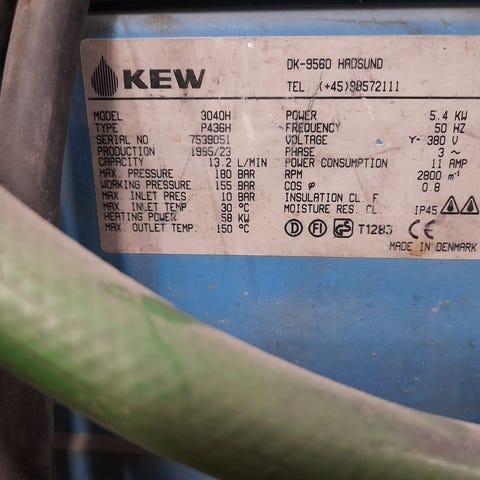 KEW
DK-9560 HADSUND
TEL. (+45)98572111
MODEL 3040H
TYPE P436H
SERIAL NO 7539051
PRODUCTION 1995/23
CAPACITY 13.2 L/MIN
MAX. PRESSURE 180 BAR
WORKING PRESSURE 155 BAR
MAX. INLET PRES. 10 BAR
MAX. INLET TEMP. 30 °C
HEATING POWER 58 KW
MAX. OUTLET TEMP. 150 °C
POWER 5.4 KW
FREQUENCY 50 HZ
VOLTAGE Y- 380 V
PHASE 3 ~
POWER CONSUMPTION 11 AMP
RPM 2800 m⁻¹
COS φ 0.8
INSULATION CL. F
MOISTURE RES. CL. IP45
D FI GS T1283 CE
MADE IN DENMARK